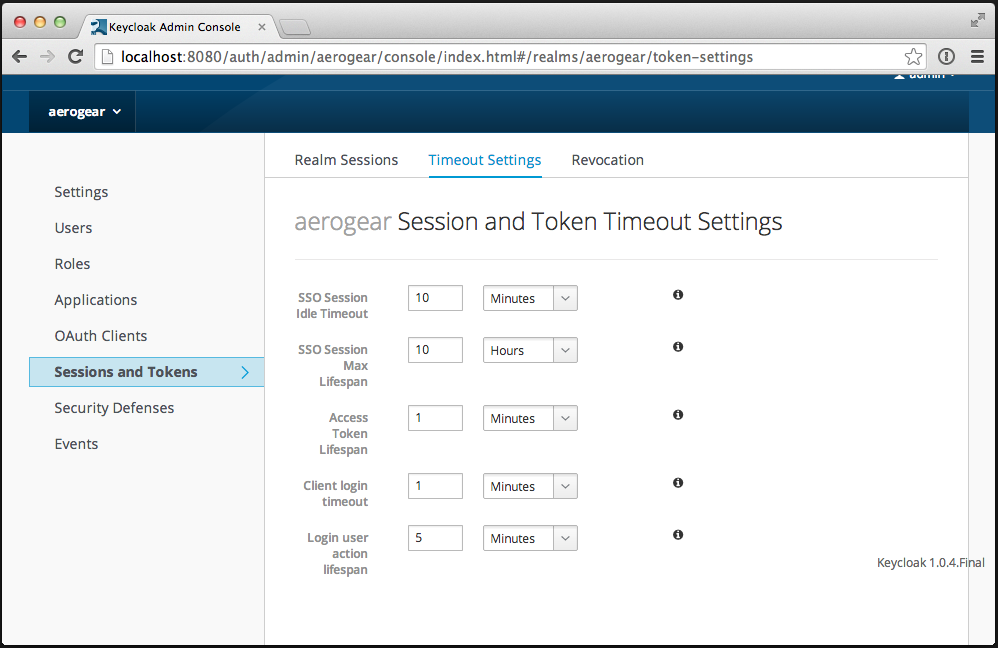 Keycloak Admin Console
localhost:8080/auth/admin/aerogear/console/index.html#/realms/aerogear/token-settings
admin
aerogear
Settings
Users
Roles
Applications
OAuth Clients
Sessions and Tokens
Security Defenses
Events
Realm Sessions Timeout Settings Revocation
aerogear Session and Token Timeout Settings
SSO Session
Idle Timeout
10 Minutes
SSO Session
Max
Lifespan
10 Hours
Access
Token
Lifespan
1 Minutes
Client login
timeout
1 Minutes
Login user
action
lifespan
5 Minutes
Keycloak 1.0.4.Final